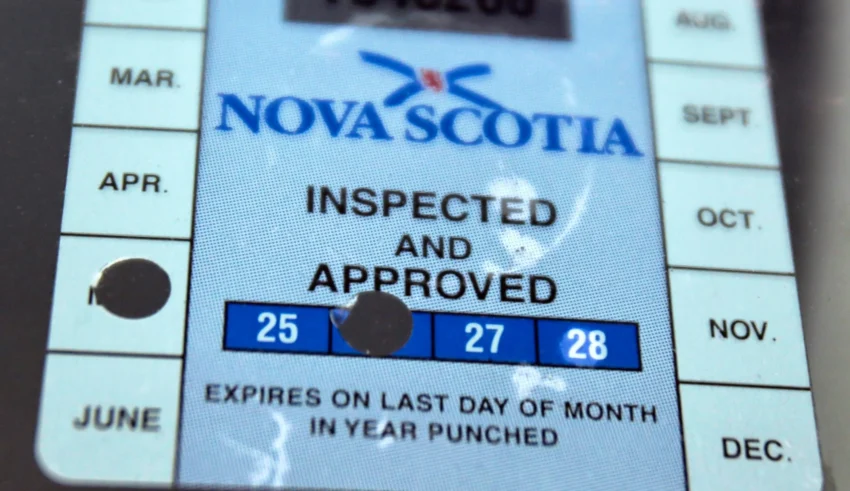 AUG.
MAR.
NOVA SCOTIA
SEPT
APR.
INSPECTED
AND
APPROVED
OCT.
25 27 28
NOV.
EXPIRES ON LAST DAY OF MONTH
IN YEAR PUNCHED
JUNE
DEC.